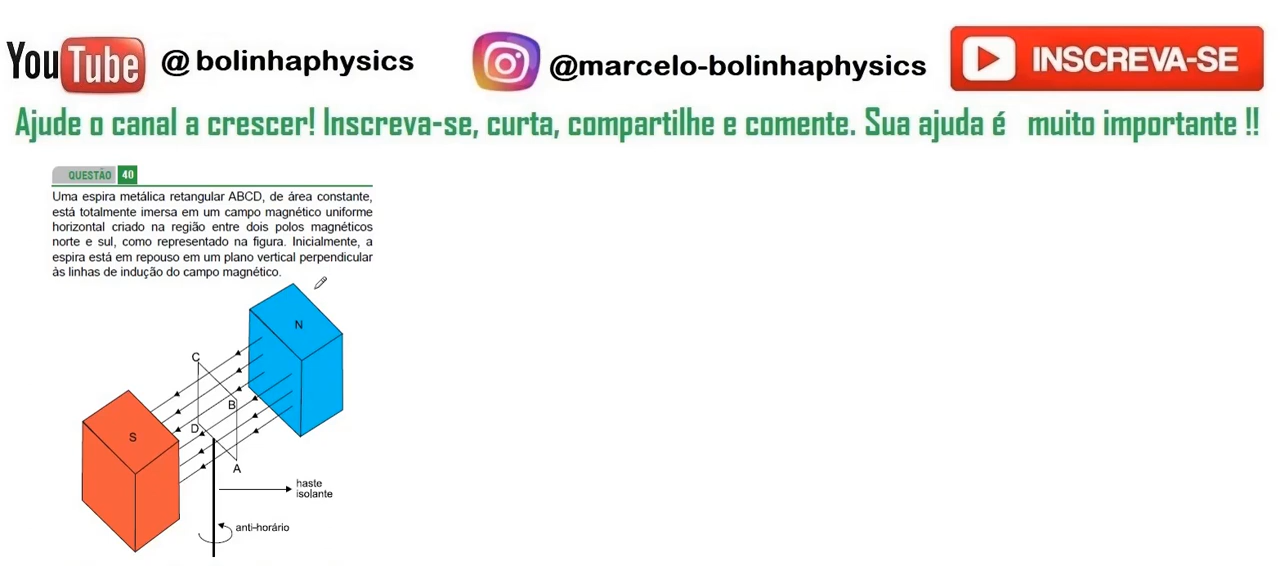 YouTube @bolinhaphysics @marcelo-bolinhaphysics INSCREVA-SE
Ajude o canal a crescer! Inscreva-se, curta, compartilhe e comente. Sua ajuda é muito importante !!
QUESTÃO 40
Uma espira metálica retangular ABCD, de área constante,
está totalmente imersa em um campo magnético uniforme
horizontal criado na região entre dois polos magnéticos
norte e sul, como representado na figura. Inicialmente, a
espira está em repouso em um plano vertical perpendicular
às linhas de indução do campo magnético.
N
C
B
D
S
A
haste
isolante
anti-horário